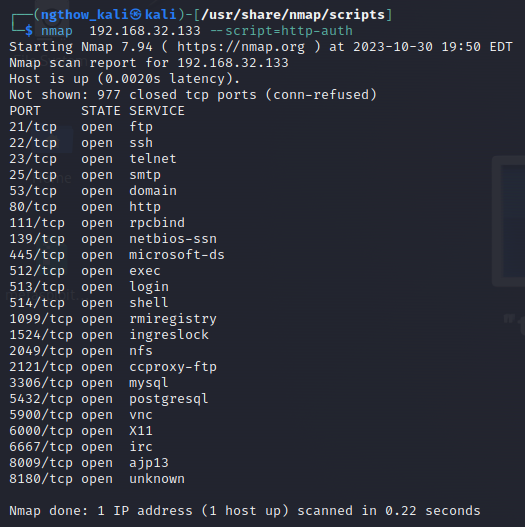 ┌──(ngthow_kali㉿kali)-[/usr/share/nmap/scripts]
└─$ nmap  192.168.32.133 --script=http-auth
Starting Nmap 7.94 ( https://nmap.org ) at 2023-10-30 19:50 EDT
Nmap scan report for 192.168.32.133
Host is up (0.0020s latency).
Not shown: 977 closed tcp ports (conn-refused)
PORT     STATE SERVICE
21/tcp   open  ftp
22/tcp   open  ssh
23/tcp   open  telnet
25/tcp   open  smtp
53/tcp   open  domain
80/tcp   open  http
111/tcp  open  rpcbind
139/tcp  open  netbios-ssn
445/tcp  open  microsoft-ds
512/tcp  open  exec
513/tcp  open  login
514/tcp  open  shell
1099/tcp open  rmiregistry
1524/tcp open  ingreslock
2049/tcp open  nfs
2121/tcp open  ccproxy-ftp
3306/tcp open  mysql
5432/tcp open  postgresql
5900/tcp open  vnc
6000/tcp open  X11
6667/tcp open  irc
8009/tcp open  ajp13
8180/tcp open  unknown
Nmap done: 1 IP address (1 host up) scanned in 0.22 seconds